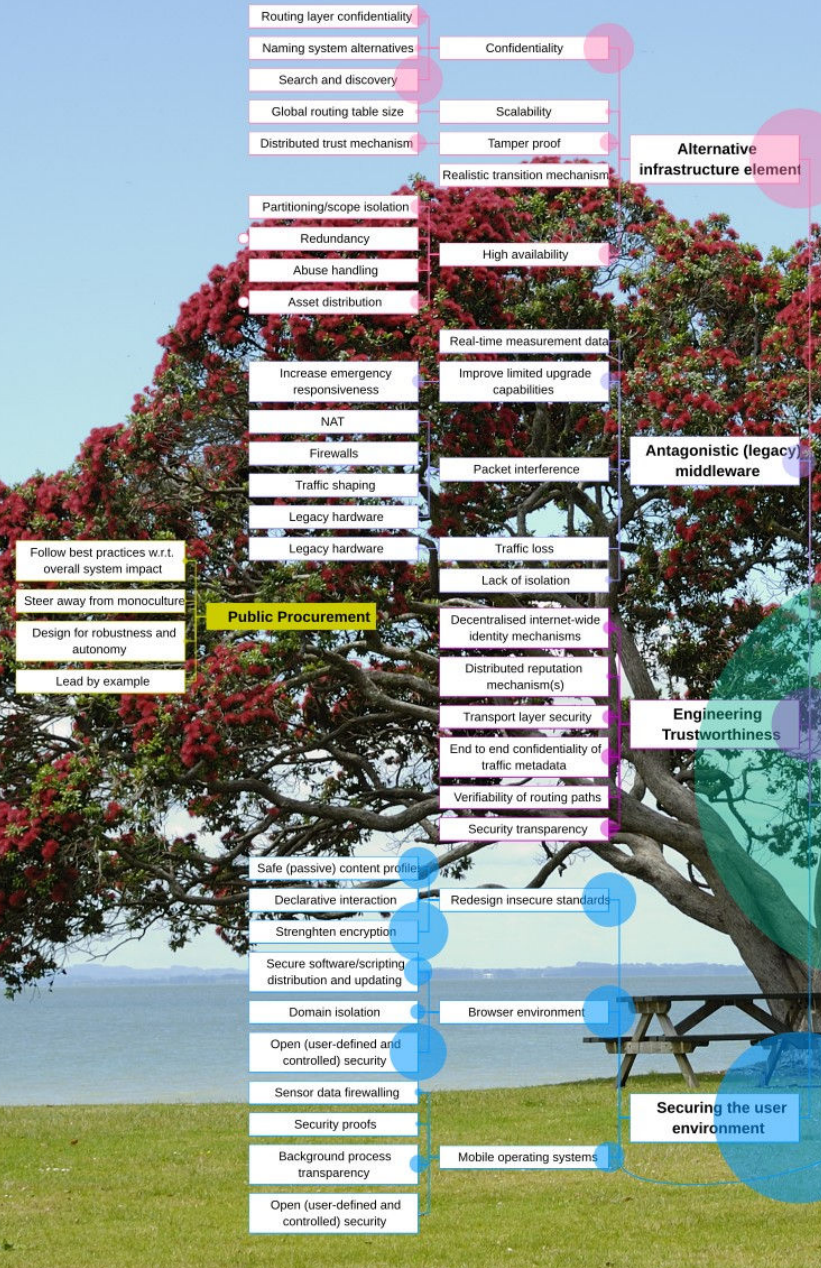 Routing layer confidentiality
Naming system alternatives
Confidentiality
Search and discovery
Global routing table size
Scalability
Distributed trust mechanism
Tamper proof
Alternative
infrastructure element
Realistic transition mechanism
Partitioning/scope isolation
Redundancy
High availability
Abuse handling
Asset distribution
Real-time measurement data
Increase emergency
responsiveness
Improve limited upgrade
capabilities
NAT
Firewalls
Antagonistic (legacy)
middleware
Packet interference
Traffic shaping
Legacy hardware
Legacy hardware
Traffic loss
Lack of isolation
Follow best practices w.r.t.
overall system impact
Steer away from monoculture
Public Procurement
Design for robustness and
autonomy
Lead by example
Decentralised internet-wide
identity mechanisms
Distributed reputation
mechanism(s)
Transport layer security
Engineering
Trustworthiness
End to end confidentiality of
traffic metadata
Verifiability of routing paths
Security transparency
Safe (passive) content profiles
Declarative interaction
Redesign insecure standards
Strenghten encryption
Secure software/scripting
distribution and updating
Domain isolation
Browser environment
Open (user-defined and
controlled) security
Sensor data firewalling
Security proofs
Securing the user
environment
Background process
transparency
Mobile operating systems
Open (user-defined and
controlled) security